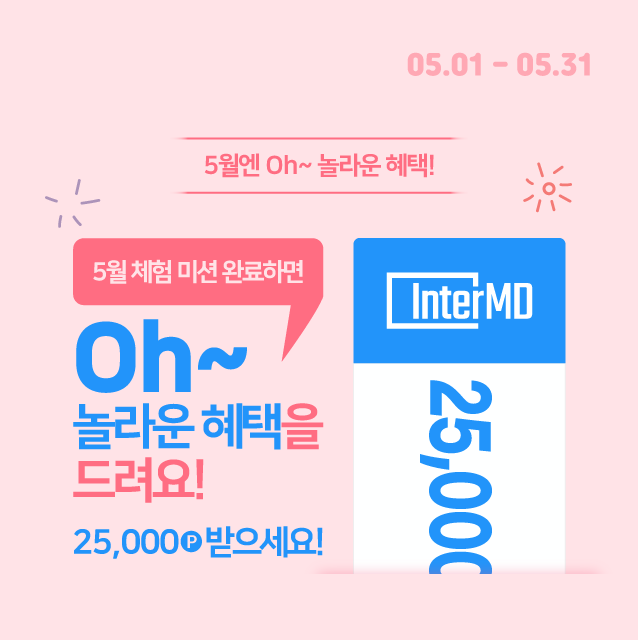 05.01 - 05.31
5월엔 Oh~ 놀라운 혜택!
5월 체험 미션 완료하면
Oh~
놀라운 혜택을
드려요!
25,000Ⓟ 받으세요!
InterMD
25,000